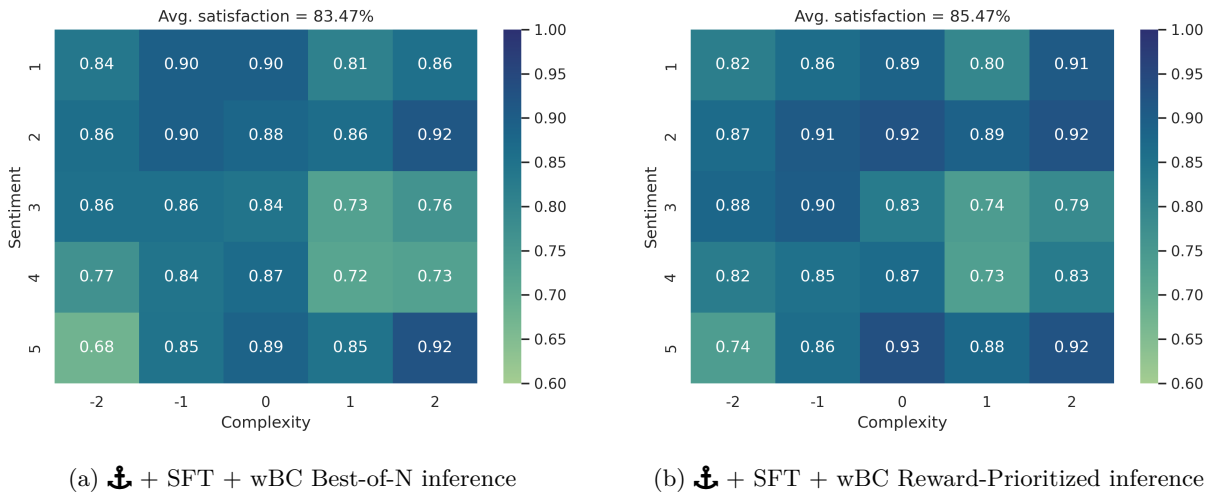 Avg. satisfaction = 83.47%
1 0.84 0.90 0.90 0.81 0.86
2 0.86 0.90 0.88 0.86 0.92
3 0.86 0.86 0.84 0.73 0.76
4 0.77 0.84 0.87 0.72 0.73
5 0.68 0.85 0.89 0.85 0.92
-2 -1 0 1 2
Sentiment
Complexity
1.00
0.95
0.90
0.85
0.80
0.75
0.70
0.65
0.60
(a) ⚓ + SFT + wBC Best-of-N inference
Avg. satisfaction = 85.47%
1 0.82 0.86 0.89 0.80 0.91
2 0.87 0.91 0.92 0.89 0.92
3 0.88 0.90 0.83 0.74 0.79
4 0.82 0.85 0.87 0.73 0.83
5 0.74 0.86 0.93 0.88 0.92
-2 -1 0 1 2
Sentiment
Complexity
1.00
0.95
0.90
0.85
0.80
0.75
0.70
0.65
0.60
(b) ⚓ + SFT + wBC Reward-Prioritized inference